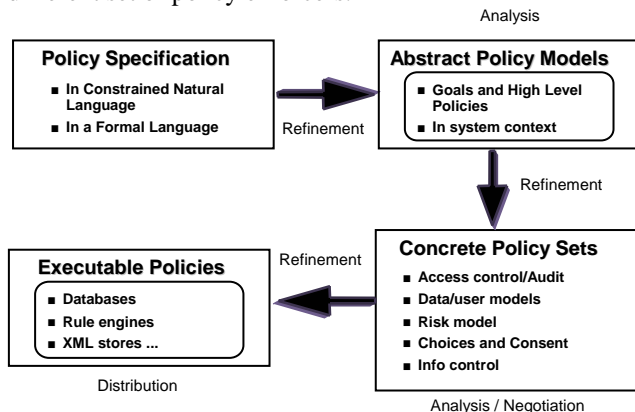 Analysis
Policy Specification
■ In Constrained Natural
Language
■ In a Formal Language
Refinement
Abstract Policy Models
■ Goals and High Level
Policies
■ In system context
Refinement
Executable Policies
■ Databases
■ Rule engines
■ XML stores ...
Distribution
Refinement
Concrete Policy Sets
■ Access control/Audit
■ Data/user models
■ Risk model
■ Choices and Consent
■ Info control
Analysis / Negotiation